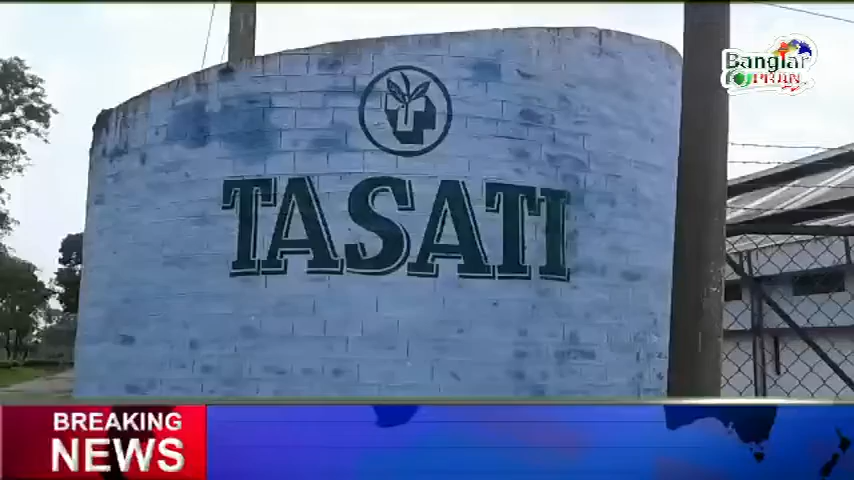 Banglar
PRAN
TASATI
BREAKING
NEWS